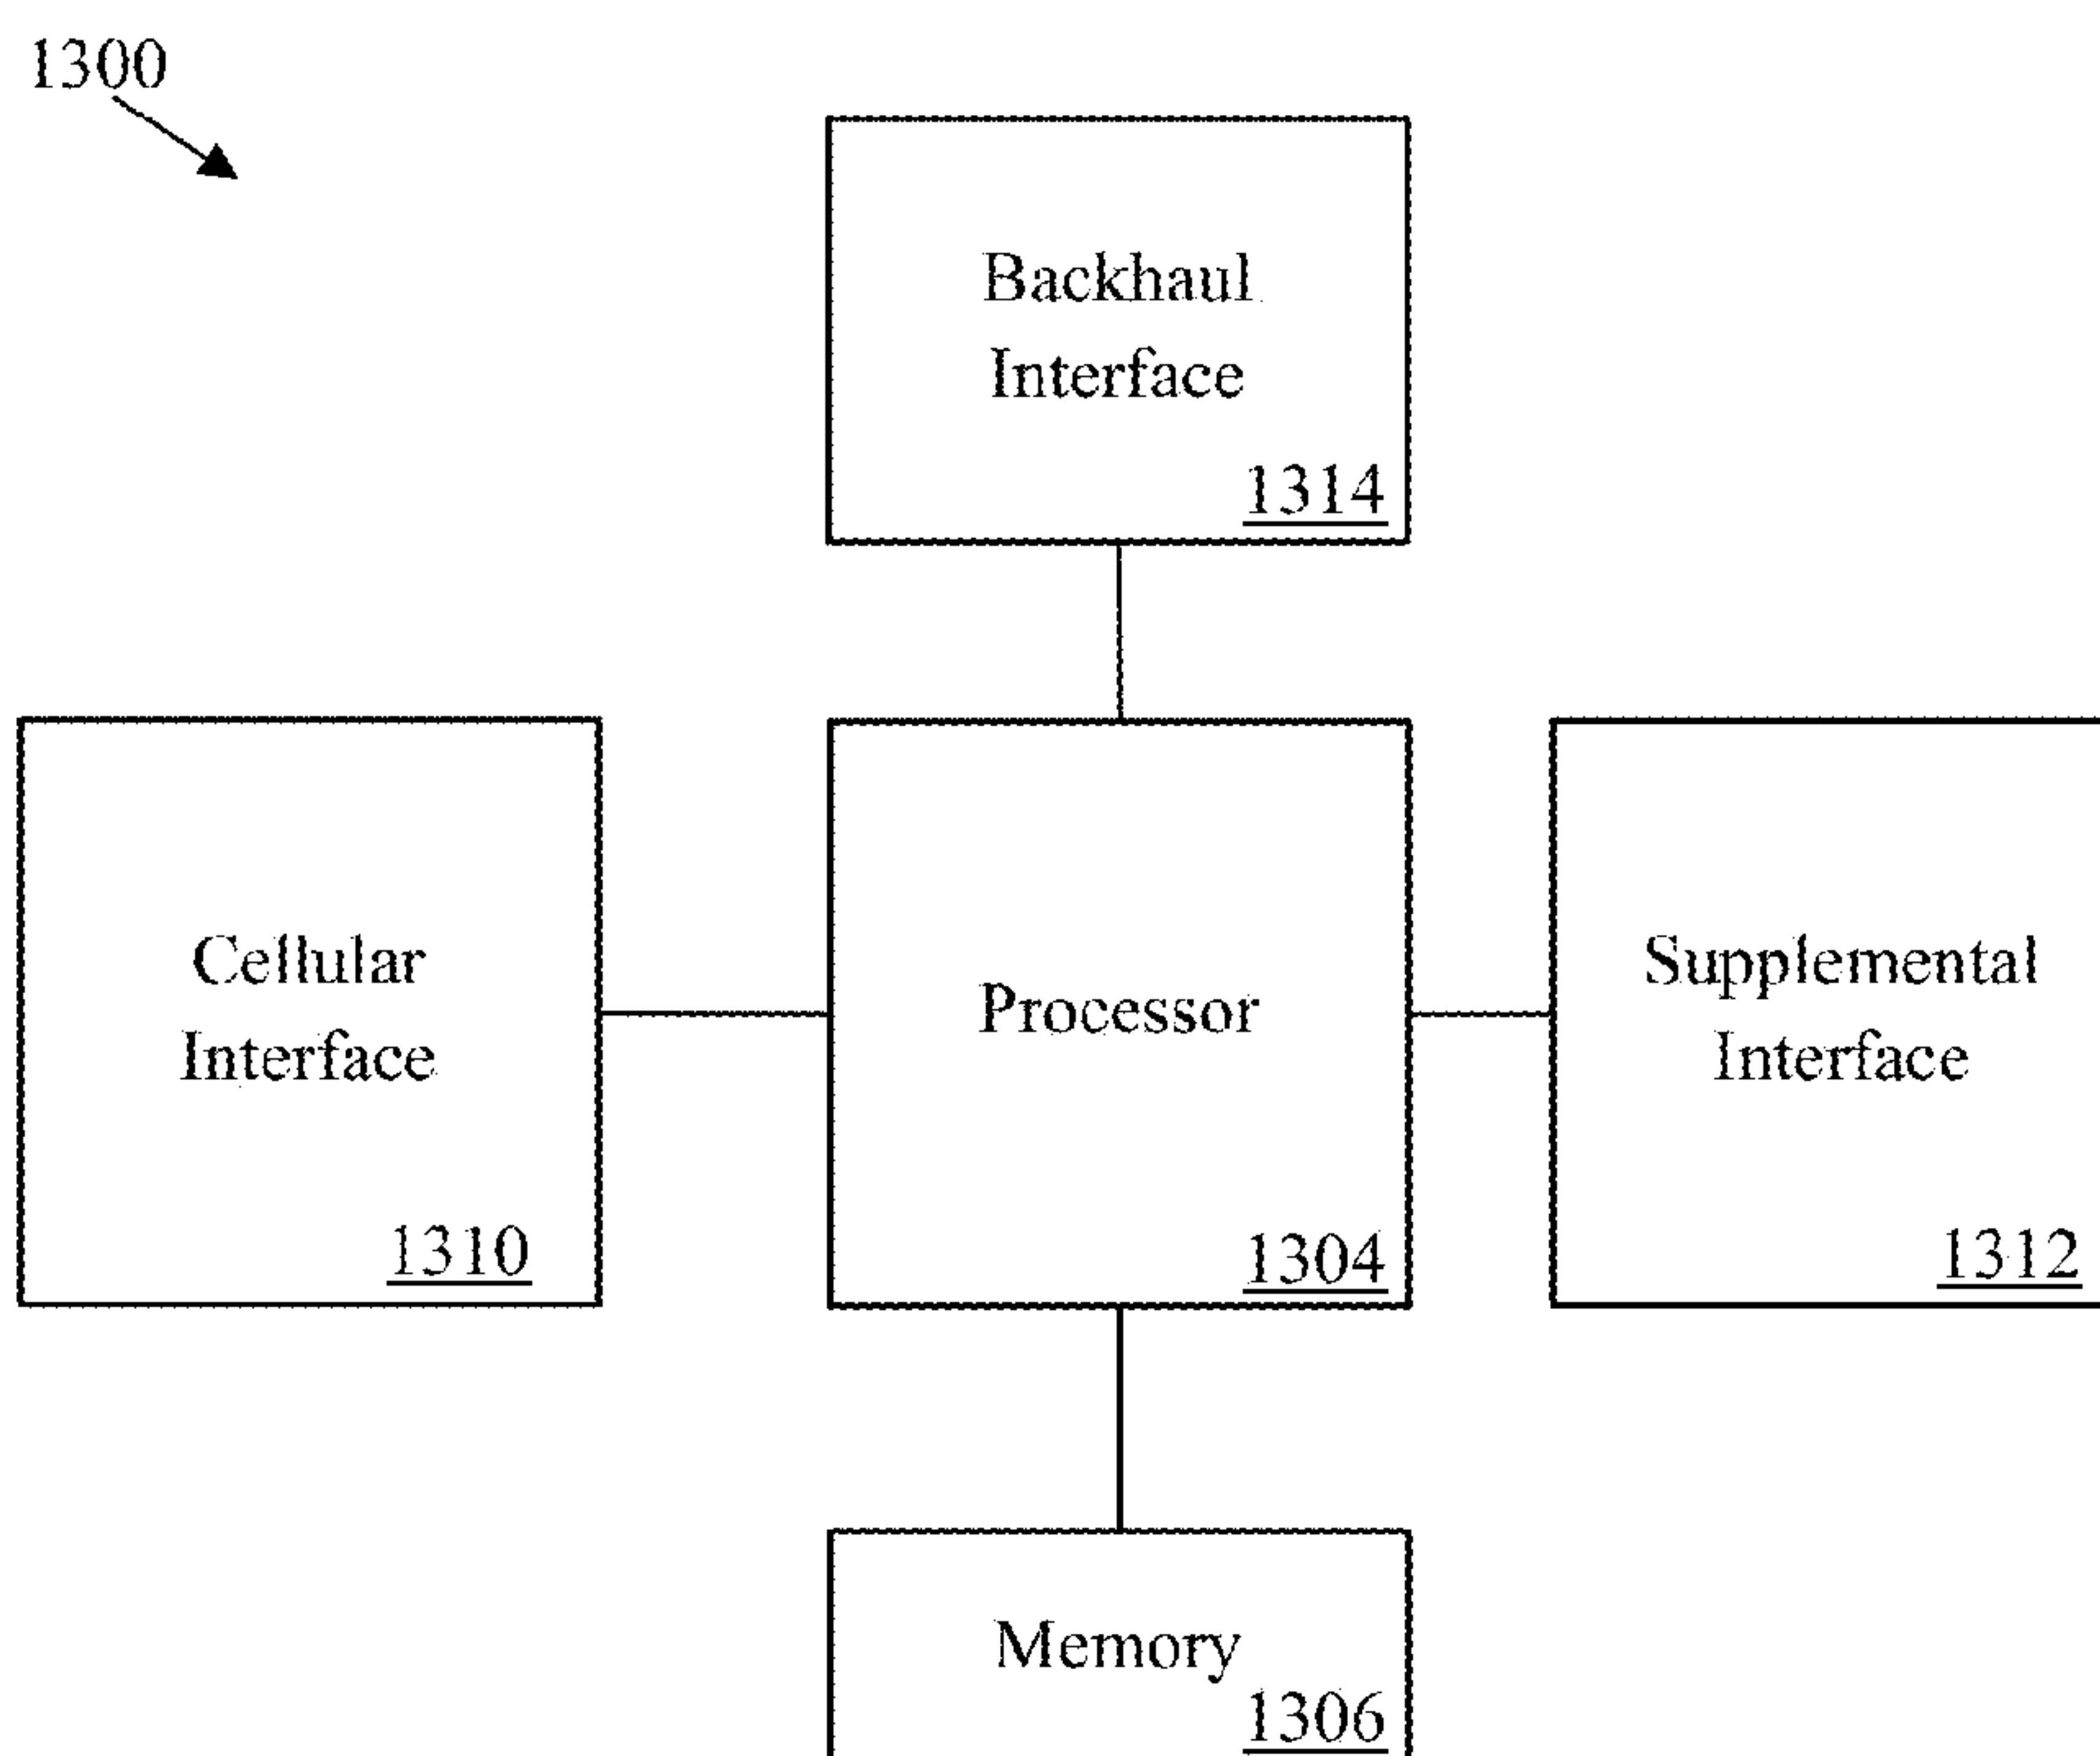 1300
Backhaul
Interface
1314
Cellular
Interface
1310
Processor
1304
Supplemental
Interface
1312
Memory
1306